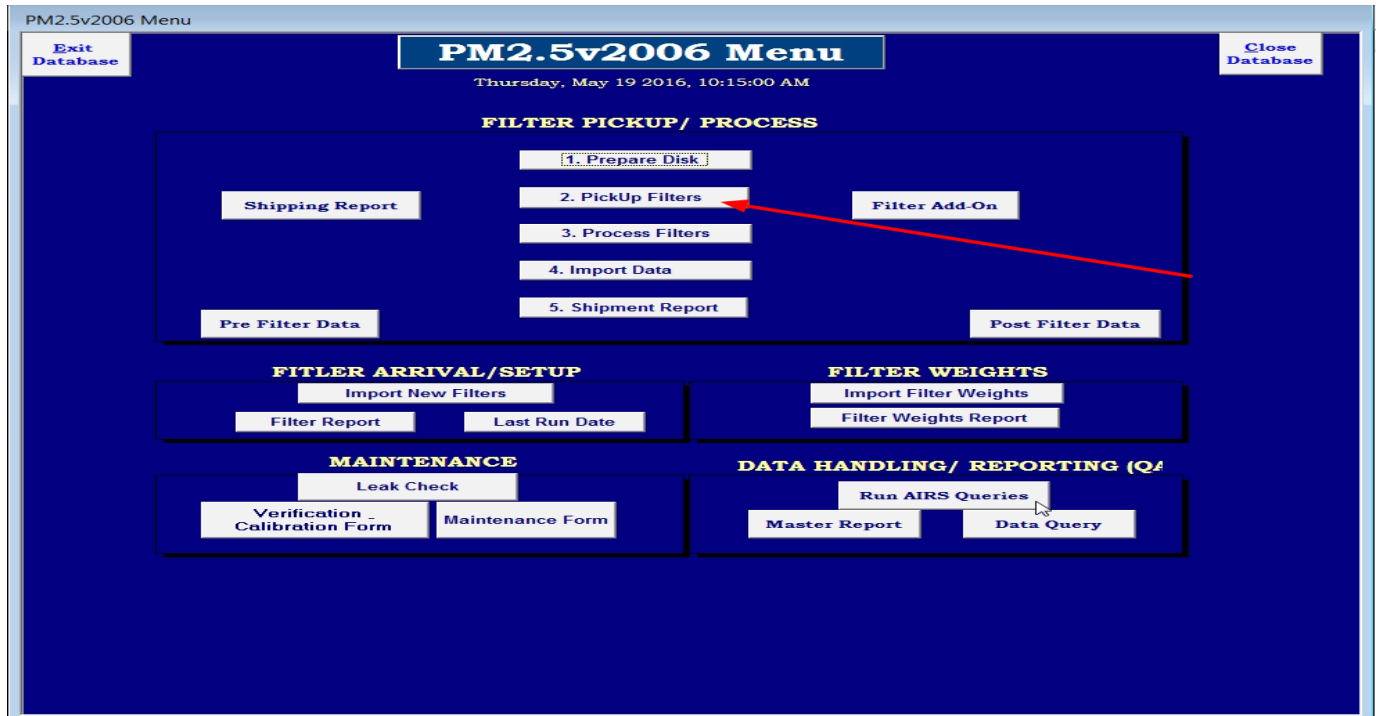 PM2.5v2006 Menu
Exit
Database
PM2.5v2006 Menu
Close
Database
Thursday, May 19 2016, 10:15:00 AM
FILTER PICKUP/ PROCESS
1. Prepare Disk
Shipping Report
2. PickUp Filters
Filter Add-On
3. Process Filters
4. Import Data
5. Shipment Report
Pre Filter Data
Post Filter Data
FITLER ARRIVAL/SETUP
Import New Filters
Filter Report
Last Run Date
FILTER WEIGHTS
Import Filter Weights
Filter Weights Report
MAINTENANCE
Leak Check
Verification -
Calibration Form
Maintenance Form
DATA HANDLING/ REPORTING (QA
Run AIRS Queries
Master Report
Data Query